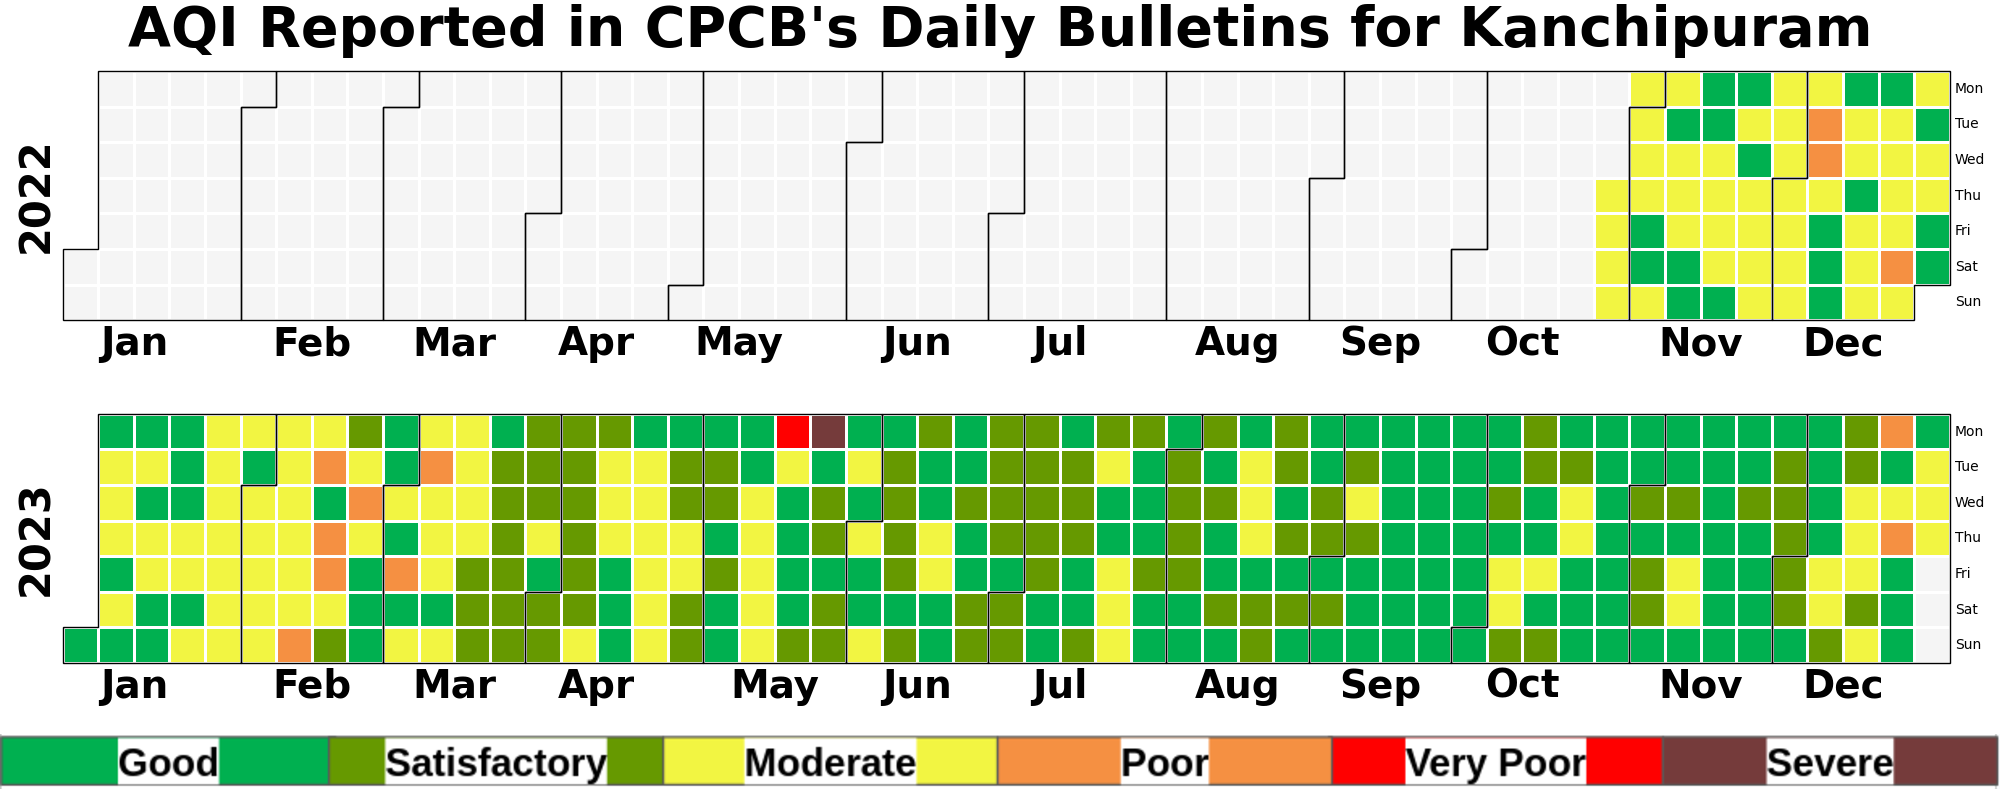 AQI Reported in CPCB's Daily Bulletins for Kanchipuram
2022
Mon
Tue
Wed
Thu
Fri
Sat
Sun
Jan Feb Mar Apr May Jun Jul Aug Sep Oct Nov Dec
2023
Mon
Tue
Wed
Thu
Fri
Sat
Sun
Jan Feb Mar Apr May Jun Jul Aug Sep Oct Nov Dec
Good Satisfactory Moderate Poor Very Poor Severe